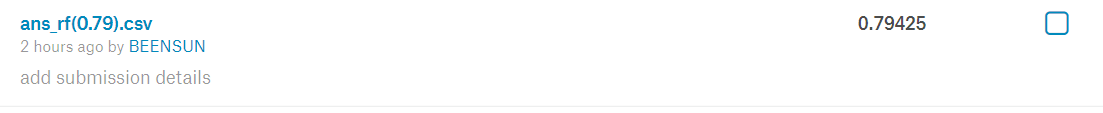 ans_rf(0.79).csv 0.79425
2 hours ago by BEENSUN
add submission details